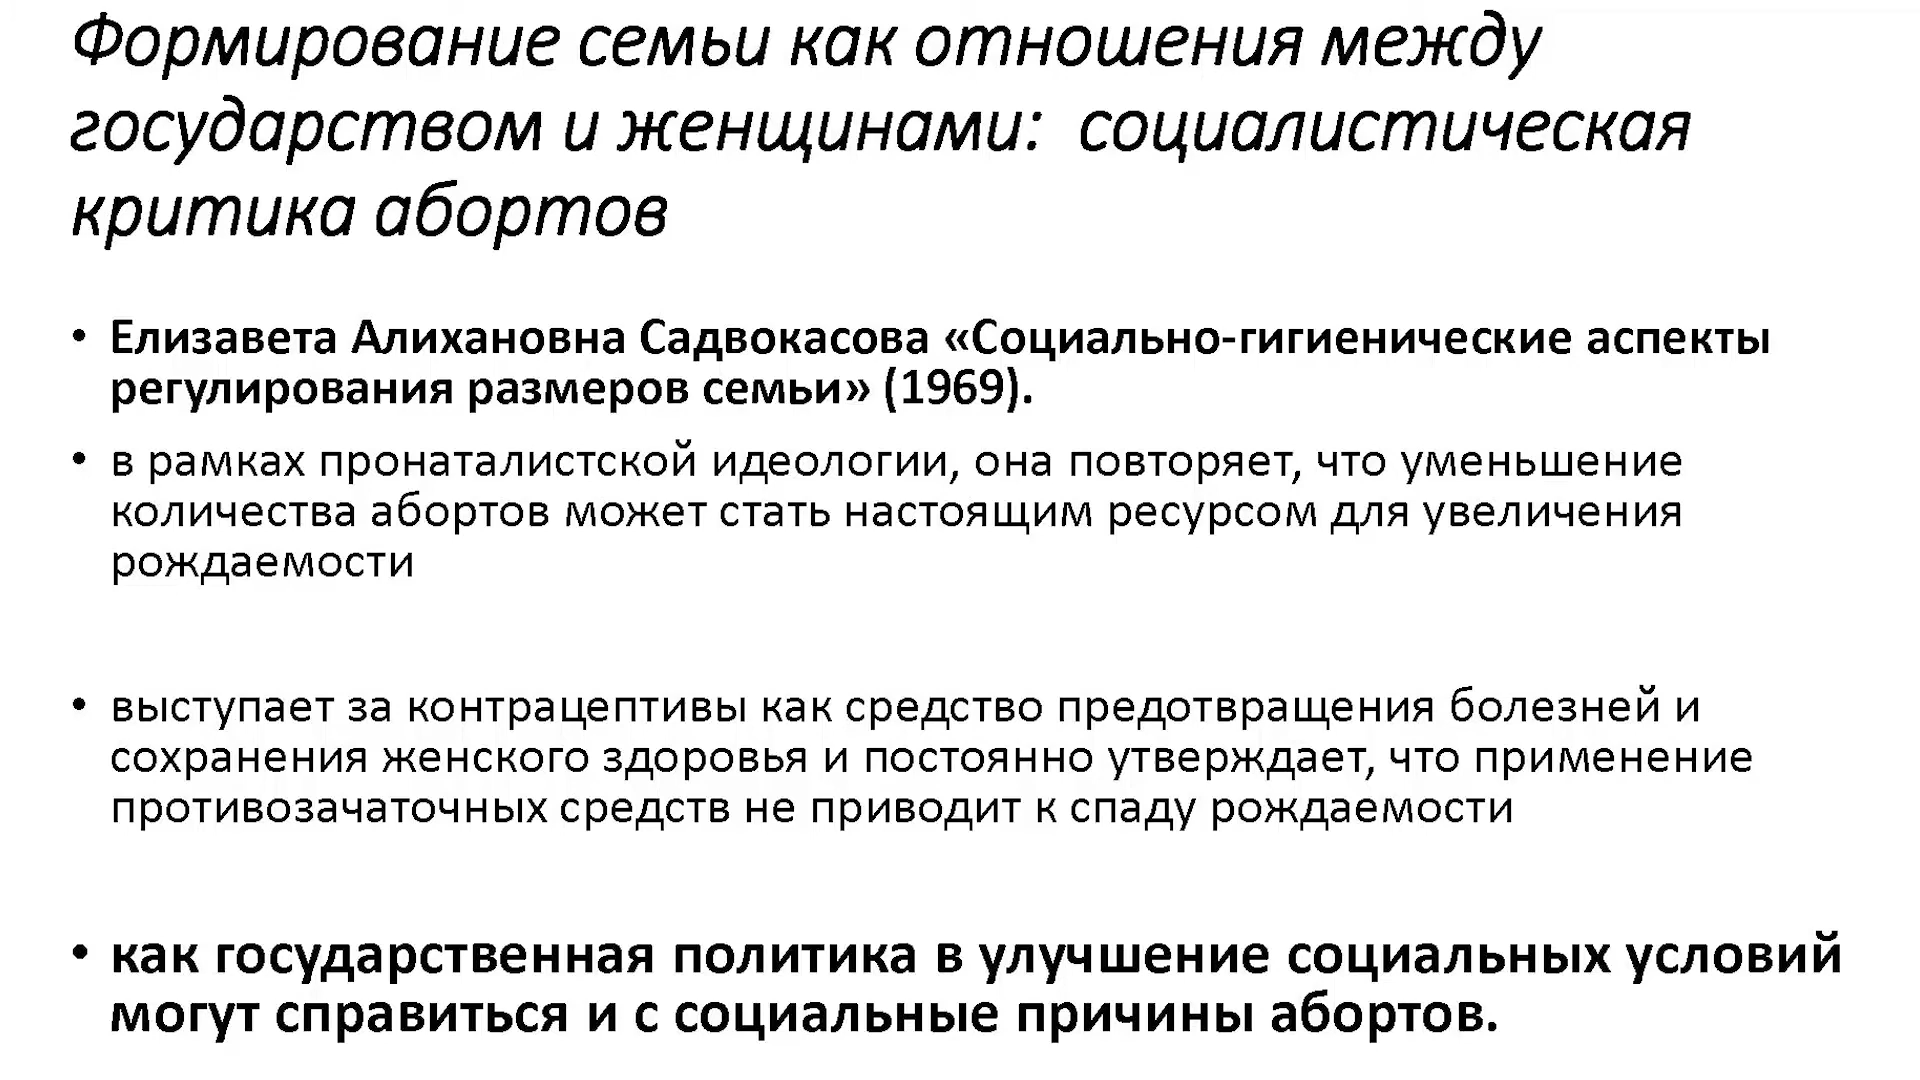 Формирование семьи как отношения между
государством и женщинами: социалистическая
критика абортов
• Елизавета Алихановна Садвокасова «Социально-гигиенические аспекты
регулирования размеров семьи» (1969).
• в рамках пронаталистской идеологии, она повторяет, что уменьшение
количества абортов может стать настоящим ресурсом для увеличения
рождаемости
• выступает за контрацептивы как средство предотвращения болезней и
сохранения женского здоровья и постоянно утверждает, что применение
противозачаточных средств не приводит к спаду рождаемости
• как государственная политика в улучшение социальных условий
могут справиться и с социальные причины абортов.